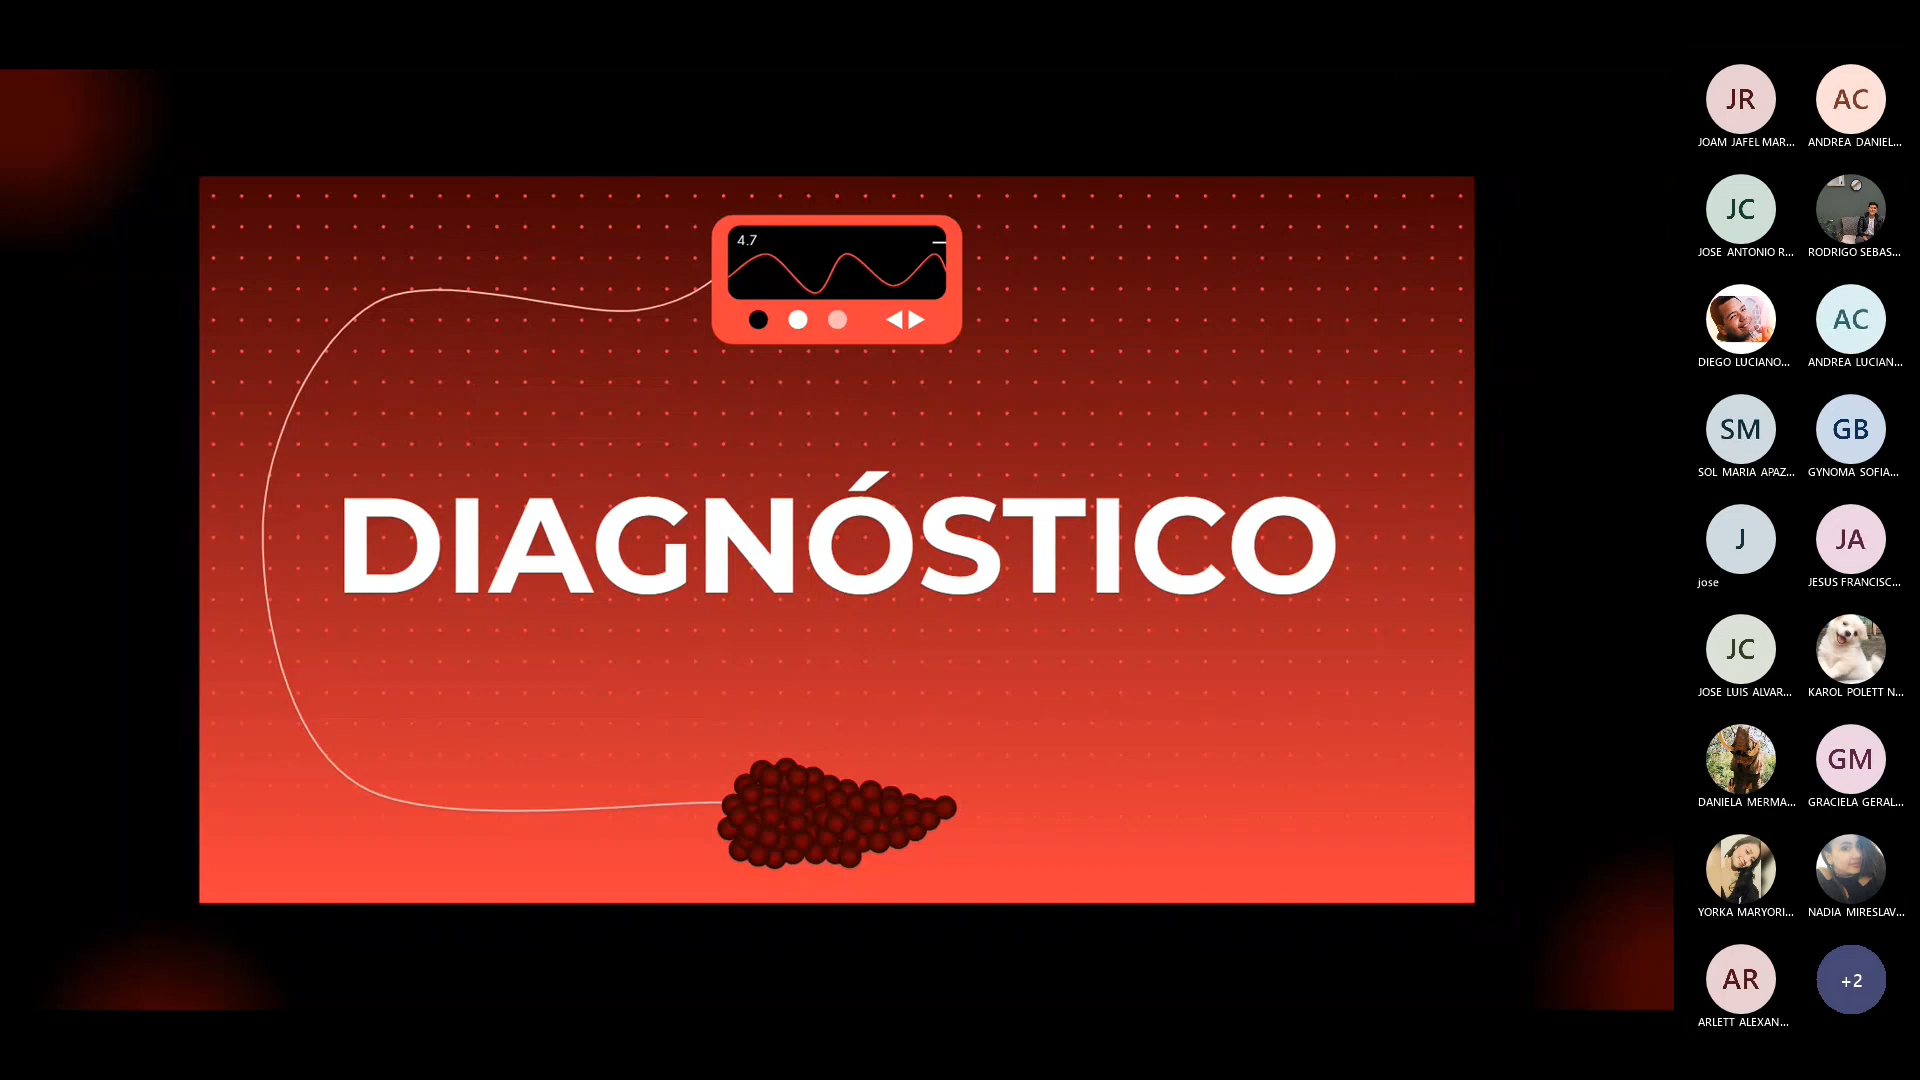 4.7
DIAGNÓSTICO
JR
JOAM JAFEL MAR...
AC
ANDREA DANIEL...
JC
JOSE ANTONIO R...
RODRIGO SEBAS...
DIEGO LUCIANO...
AC
ANDREA LUCIAN...
SM
SOL MARIA APAZ...
GB
GYNOMA SOFIA...
J
jose
JA
JESUS FRANCISC...
JC
JOSE LUIS ALVAR...
KAROL POLETT N...
DANIELA MERMA...
GM
GRACIELA GERAL...
YORKA MARYORI...
NADIA MIRESLAV...
AR
ARLETT ALEXAN...
+2